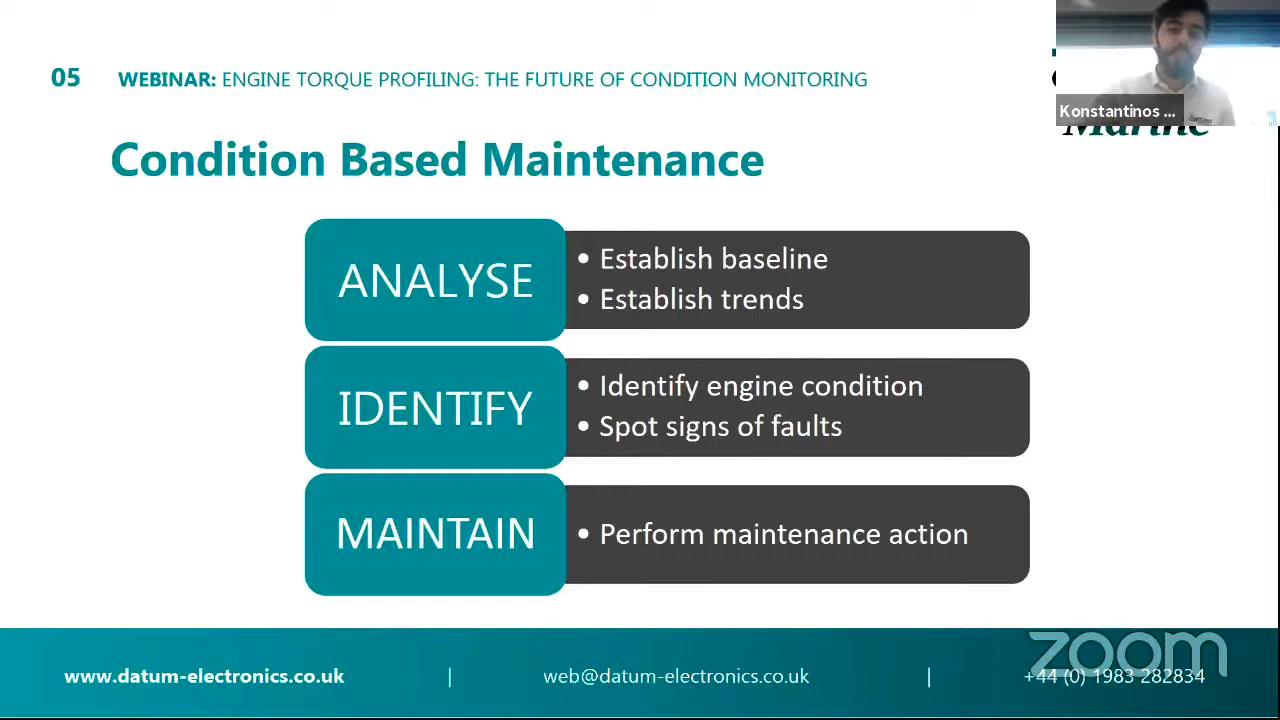 05
WEBINAR: ENGINE TORQUE PROFILING: THE FUTURE OF CONDITION MONITORING
Konstantinos ...
Marine
Condition Based Maintenance
ANALYSE
• Establish baseline
• Establish trends
IDENTIFY
• Identify engine condition
• Spot signs of faults
MAINTAIN
• Perform maintenance action
zoom
www.datum-electronics.co.uk | web@datum-electronics.co.uk | +44 (0) 1983 282834